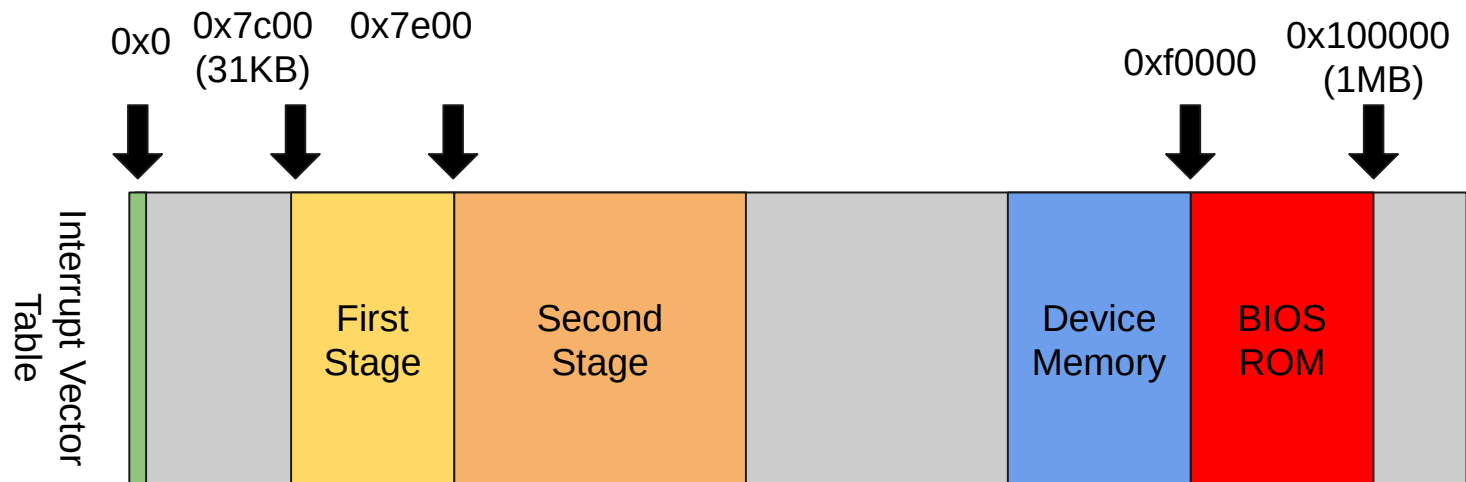 0x0
0x7c00
(31KB)
0x7e00
0xf0000
0x100000
(1MB)
Interrupt Vector
Table
First
Stage
Second
Stage
Device
Memory
BIOS
ROM